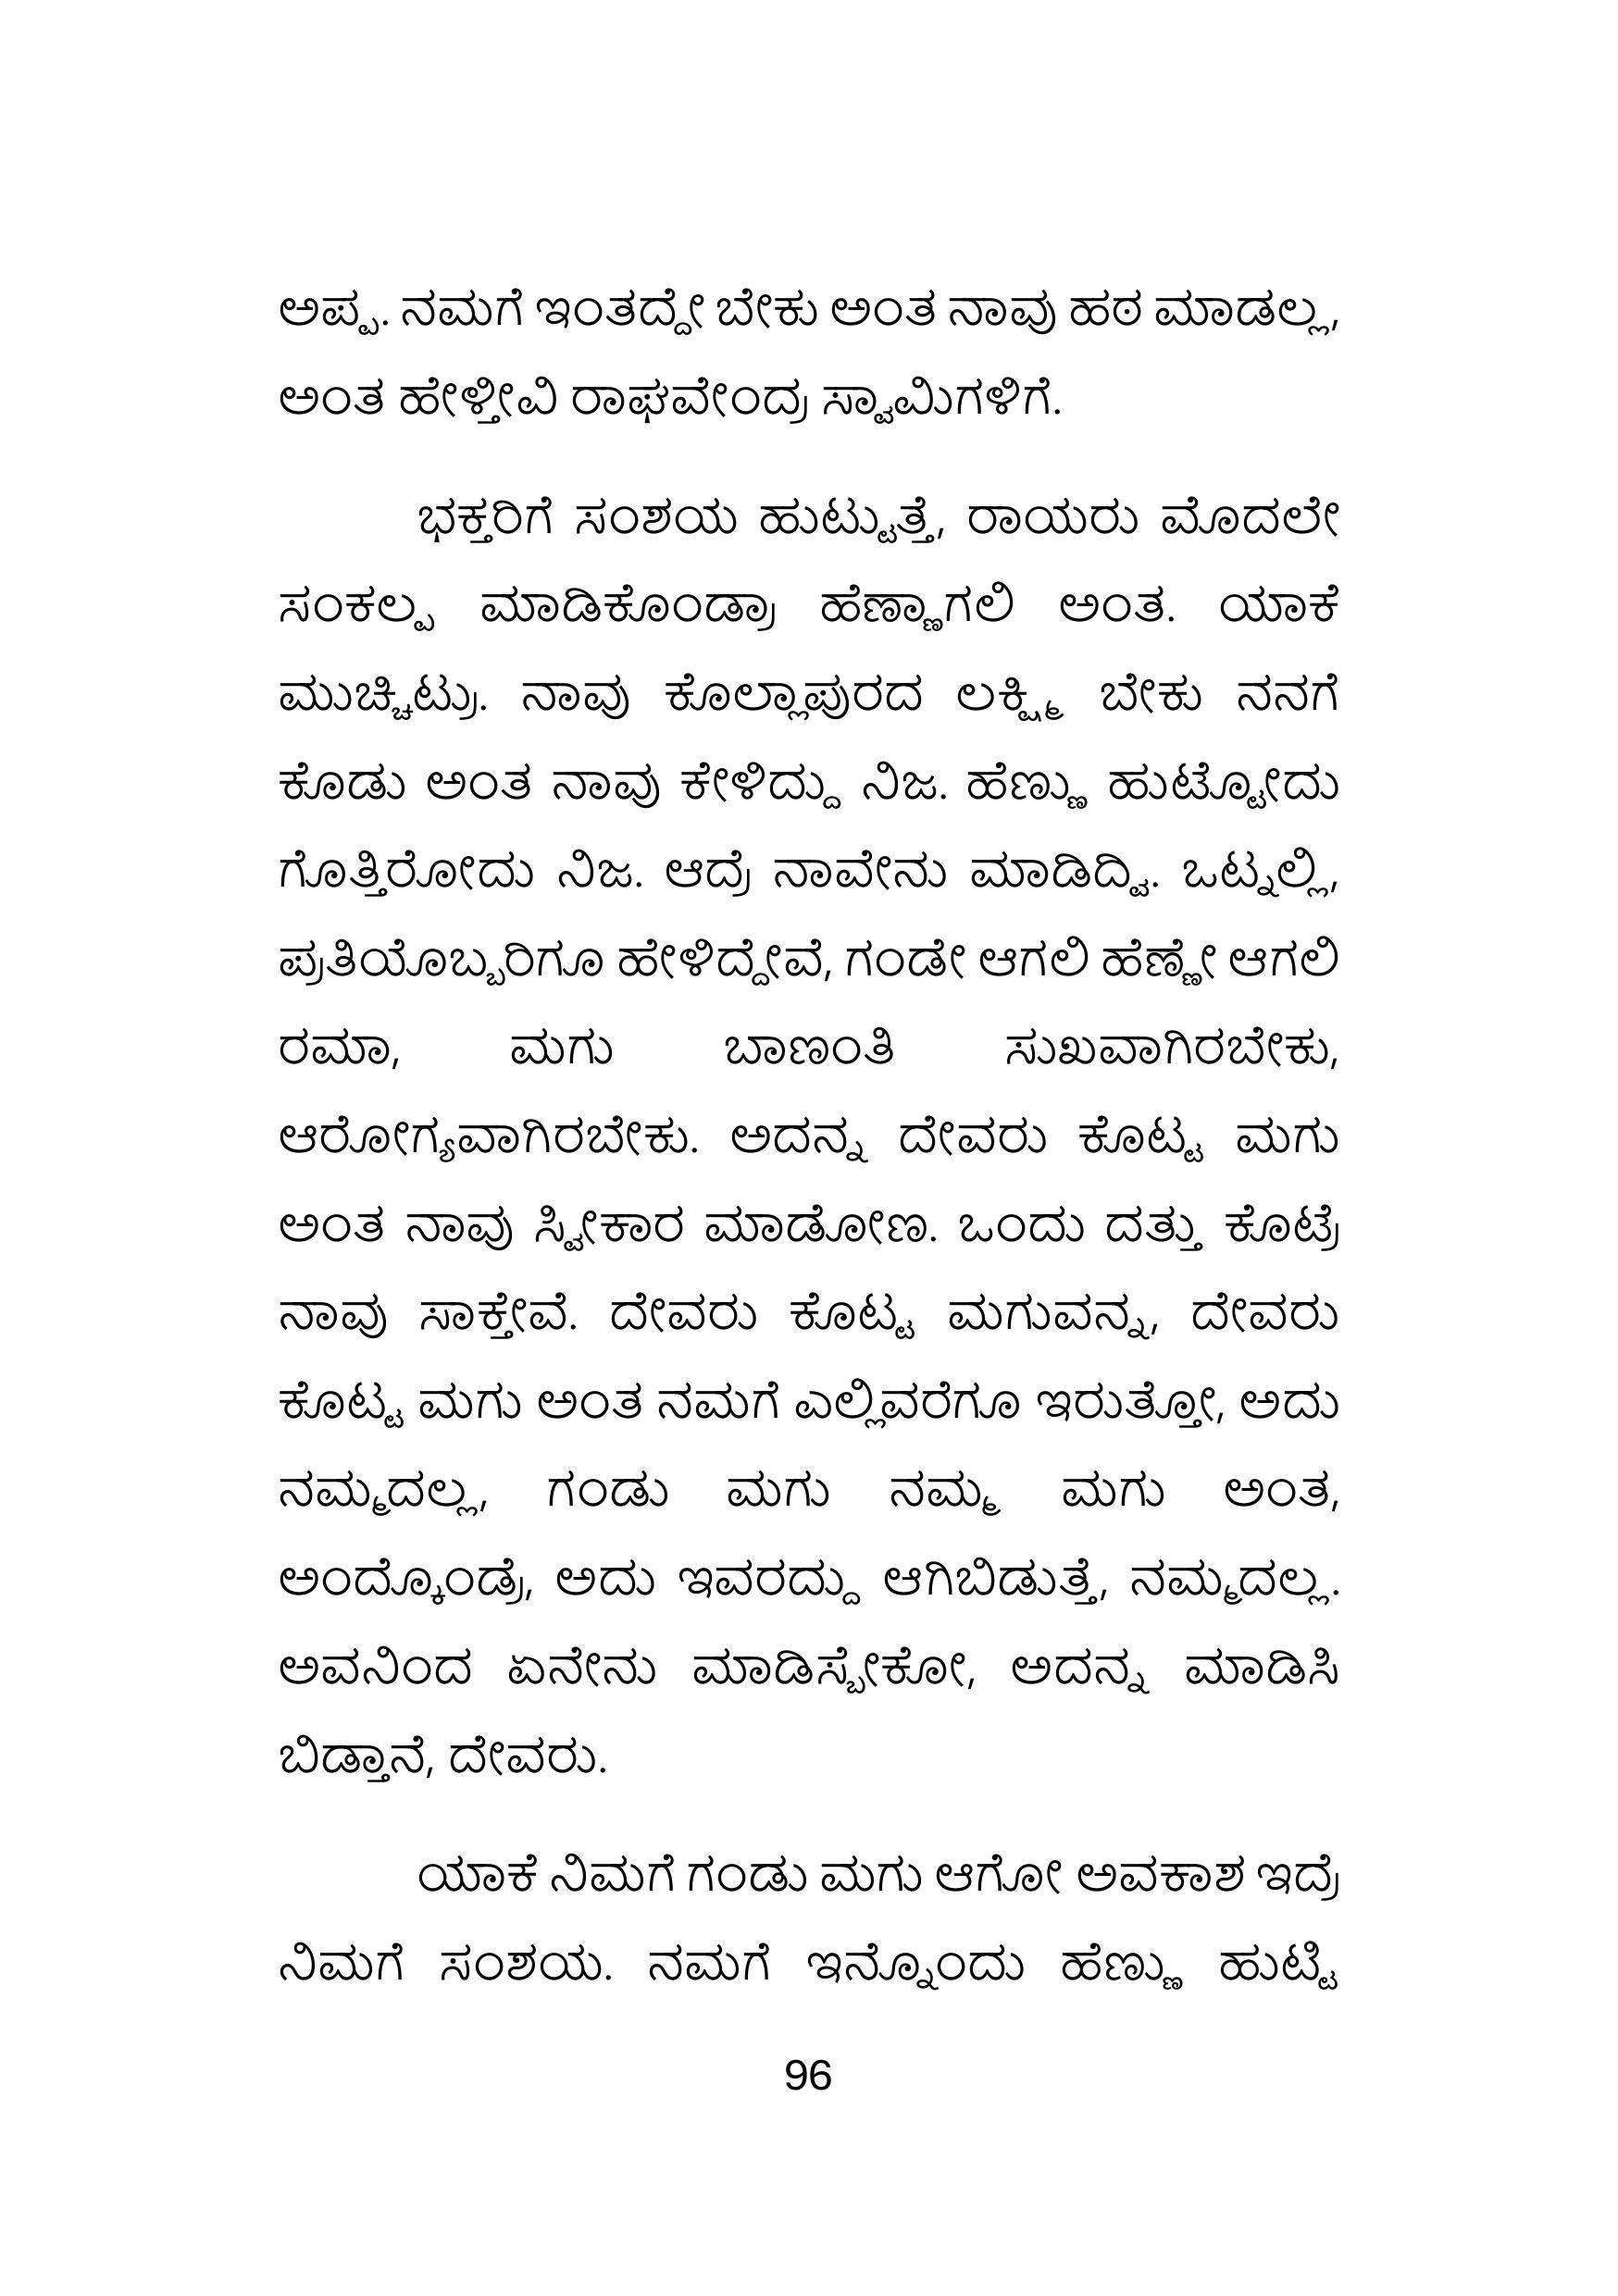 ಅಪ್ಪ. ನಮಗೆ ಇಂತದ್ದೇ ಬೇಕು ಅಂತ ನಾವು ಹಠ ಮಾಡಲ್ಲ,
ಅಂತ ಹೇಳ್ತೀವಿ ರಾಘವೇಂದ್ರ ಸ್ವಾಮಿಗಳಿಗೆ.
ಭಕ್ತರಿಗೆ ಸಂಶಯ ಹುಟ್ಟುತ್ತೆ, ರಾಯರು ಮೊದಲೇ
ಸಂಕಲ್ಪ ಮಾಡಿಕೊಂಡ್ರಾ ಹೆಣ್ಣಾಗಲಿ ಅಂತ. ಯಾಕೆ
ಮುಚ್ಚಿಟ್ರು. ನಾವು ಕೊಲ್ಲಾಪುರದ ಲಕ್ಷ್ಮಿ ಬೇಕು ನನಗೆ
ಕೊಡು ಅಂತ ನಾವು ಕೇಳಿದ್ದು ನಿಜ. ಹೆಣ್ಣು ಹುಟ್ಟೋದು
ಗೊತ್ತಿರೋದು ನಿಜ. ಆದ್ರೆ ನಾವೇನು ಮಾಡಿದ್ವಿ. ಒಟ್ನಲ್ಲಿ,
ಪ್ರತಿಯೊಬ್ಬರಿಗೂ ಹೇಳಿದ್ದೇವೆ, ಗಂಡೇ ಆಗಲಿ ಹೆಣ್ಣೇ ಆಗಲಿ
ರಮಾ, ಮಗು ಬಾಣಂತಿ ಸುಖವಾಗಿರಬೇಕು,
ಆರೋಗ್ಯವಾಗಿರಬೇಕು. ಅದನ್ನ ದೇವರು ಕೊಟ್ಟ ಮಗು
ಅಂತ ನಾವು ಸ್ವೀಕಾರ ಮಾಡೋಣ. ಒಂದು ದತ್ತು ಕೊಟ್ರೆ
ನಾವು ಸಾಕ್ತೇವೆ. ದೇವರು ಕೊಟ್ಟ ಮಗುವನ್ನ, ದೇವರು
ಕೊಟ್ಟ ಮಗು ಅಂತ ನಮಗೆ ಎಲ್ಲಿವರೆಗೂ ಇರುತ್ತೋ, ಅದು
ನಮ್ಮದಲ್ಲ, ಗಂಡು ಮಗು ನಮ್ಮ ಮಗು ಅಂತ,
ಅಂದ್ಕೊಂಡ್ರೆ, ಅದು ಇವರದ್ದು ಆಗಿಬಿಡುತ್ತೆ, ನಮ್ಮದಲ್ಲ.
ಅವನಿಂದ ಏನೇನು ಮಾಡಿಸ್ಬೇಕೋ, ಅದನ್ನ ಮಾಡಿಸಿ
ಬಿಡ್ತಾನೆ, ದೇವರು.
ಯಾಕೆ ನಿಮಗೆ ಗಂಡು ಮಗು ಆಗೋ ಅವಕಾಶ ಇದ್ರೆ
ನಿಮಗೆ ಸಂಶಯ. ನಮಗೆ ಇನ್ನೊಂದು ಹೆಣ್ಣು ಹುಟ್ಟಿ
96